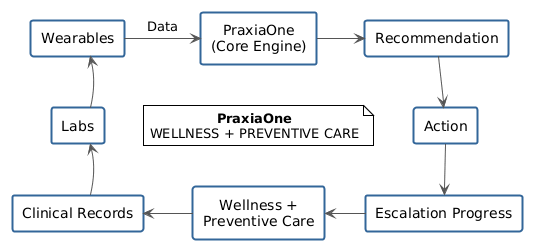 Wearables
Data
PraxiaOne
(Core Engine)
Recommendation
Labs
PraxiaOne
WELLNESS + PREVENTIVE CARE
Action
Clinical Records
Wellness +
Preventive Care
Escalation Progress